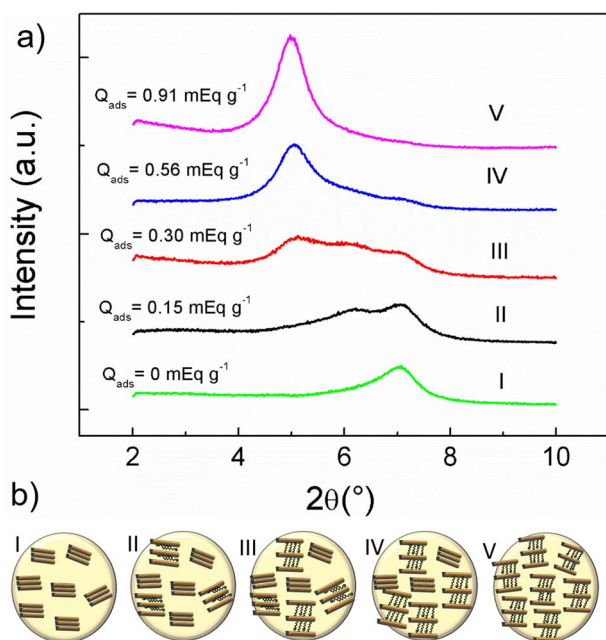 a)
Intensity (a.u.)
Q_ads = 0.91 mEq g⁻¹
V
Q_ads = 0.56 mEq g⁻¹
IV
Q_ads = 0.30 mEq g⁻¹
III
Q_ads = 0.15 mEq g⁻¹
II
Q_ads = 0 mEq g⁻¹
I
2 4 6 8 10
2θ(°)
b)
I II III IV V